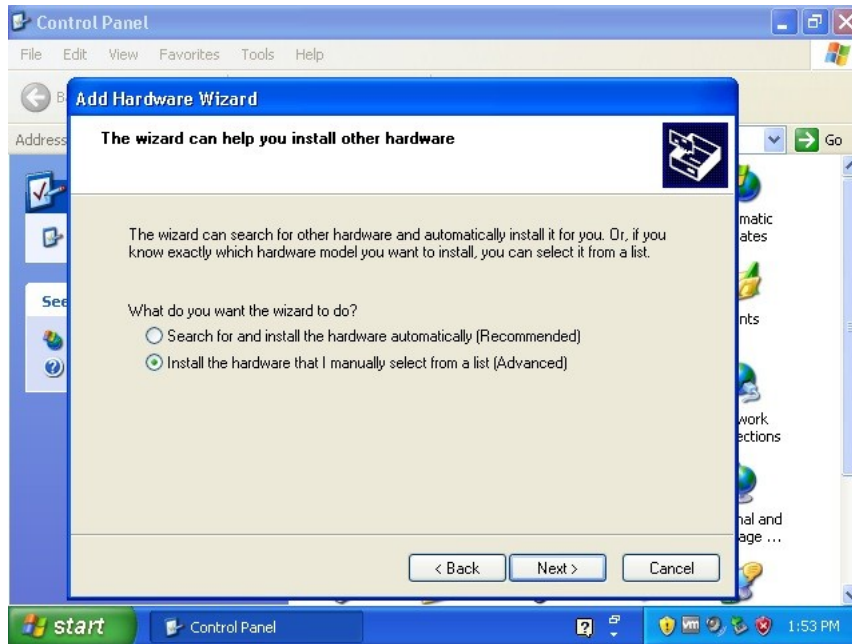 Control Panel
File Edit View Favorites Tools Help
Add Hardware Wizard
Address
Go
The wizard can help you install other hardware
The wizard can search for other hardware and automatically install it for you. Or, if you
know exactly which hardware model you want to install, you can select it from a list.
What do you want the wizard to do?
Search for and install the hardware automatically (Recommended)
Install the hardware that I manually select from a list (Advanced)
See
< Back Next > Cancel
start Control Panel 1:53 PM